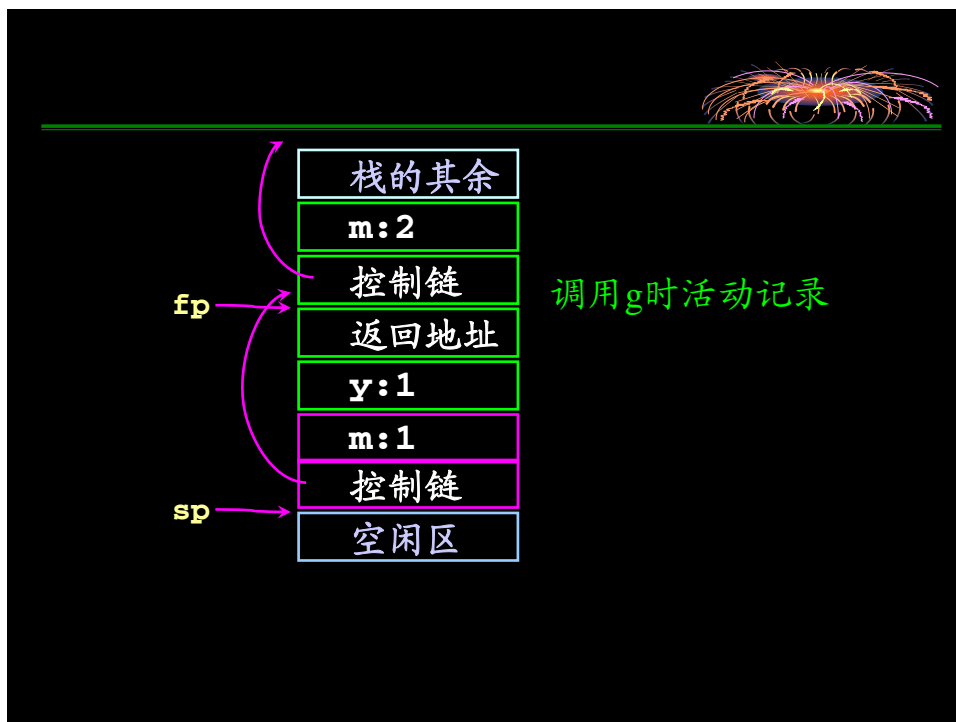 栈的其余
m:2
控制链
调用g时活动记录
fp
返回地址
y:1
m:1
控制链
sp
空闲区